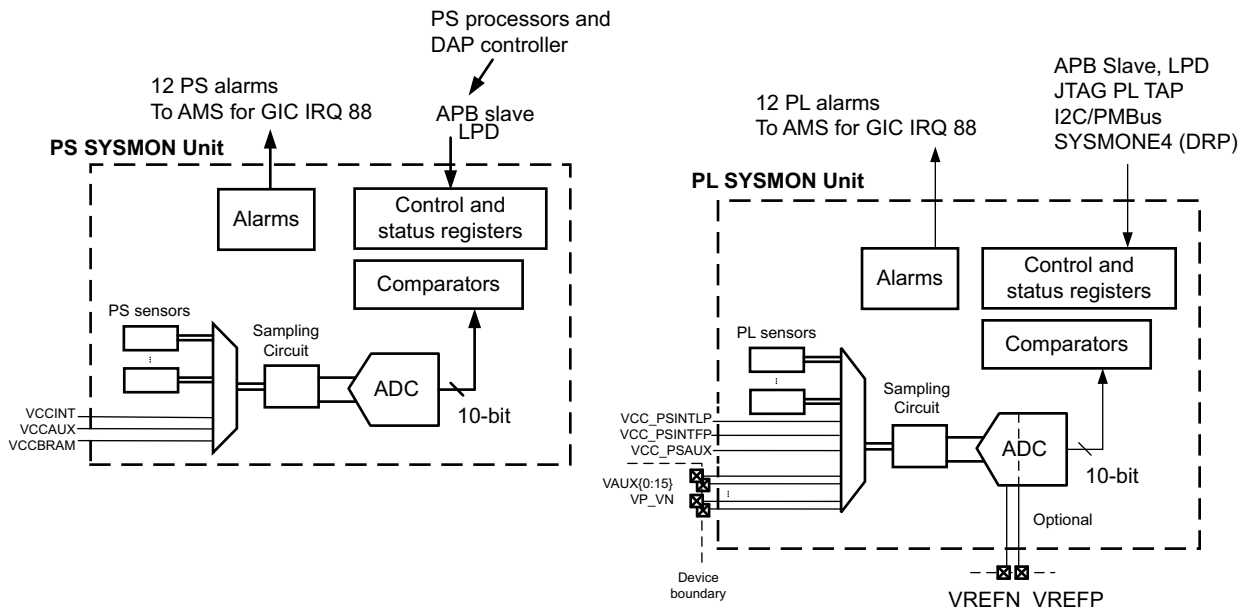 PS processors and
DAP controller
12 PS alarms
To AMS for GIC IRQ 88
APB slave
LPD
PS SYSMON Unit
Alarms
Control and
status registers
Comparators
PS sensors
Sampling
Circuit
ADC
10-bit
VCCINT
VCCAUX
VCCBRAM
APB Slave, LPD
JTAG PL TAP
I2C/PMBus
SYSMONE4 (DRP)
12 PL alarms
To AMS for GIC IRQ 88
PL SYSMON Unit
Alarms
Control and
status registers
Comparators
PL sensors
Sampling
Circuit
ADC
10-bit
VCC_PSINTLP
VCC_PSINTFP
VCC_PSAUX
VAUX{0:15}
VP_VN
Optional
Device
boundary
VREFN VREFP